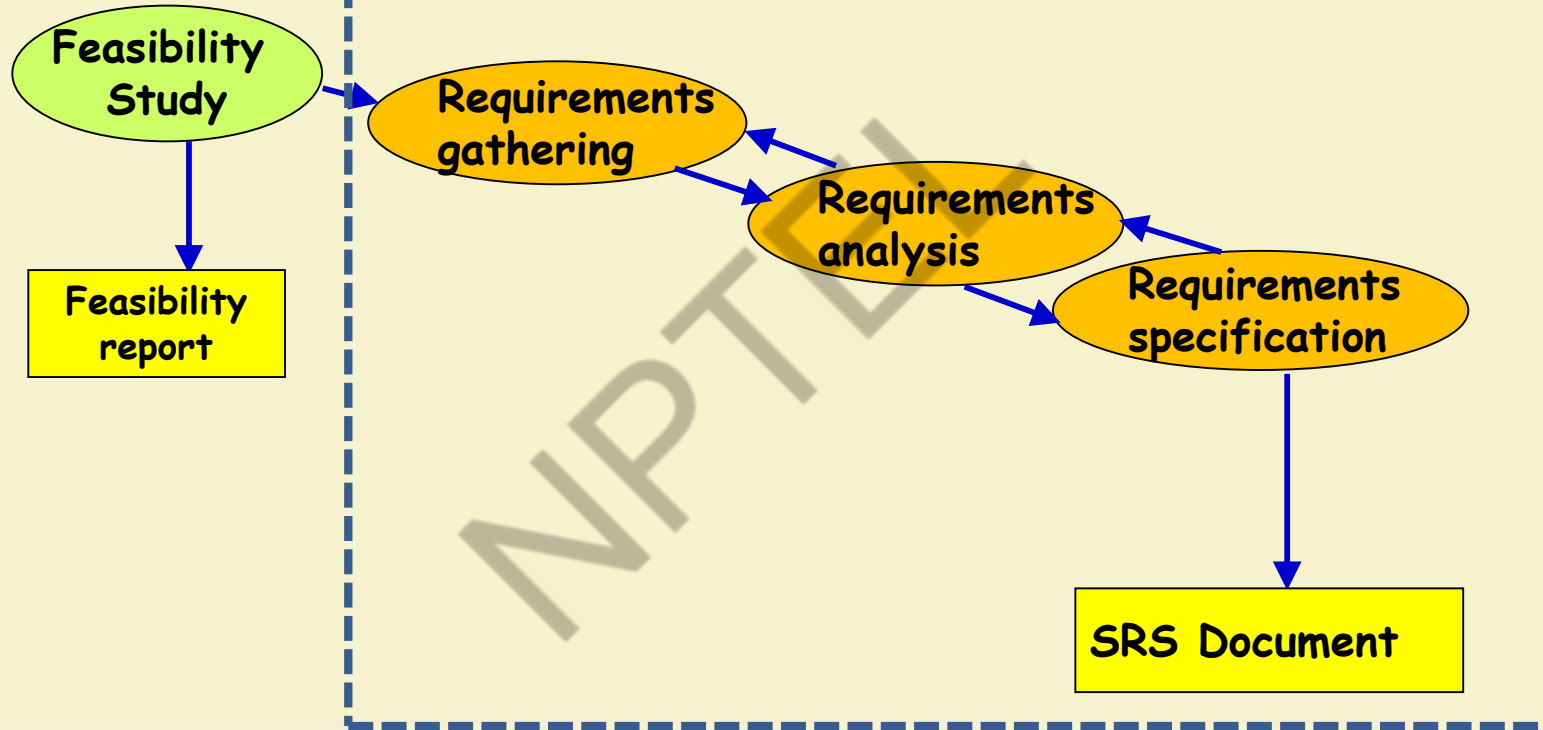 Feasibility
Study
Requirements
gathering
Requirements
analysis
Requirements
specification
Feasibility
report
SRS Document
NPTEL